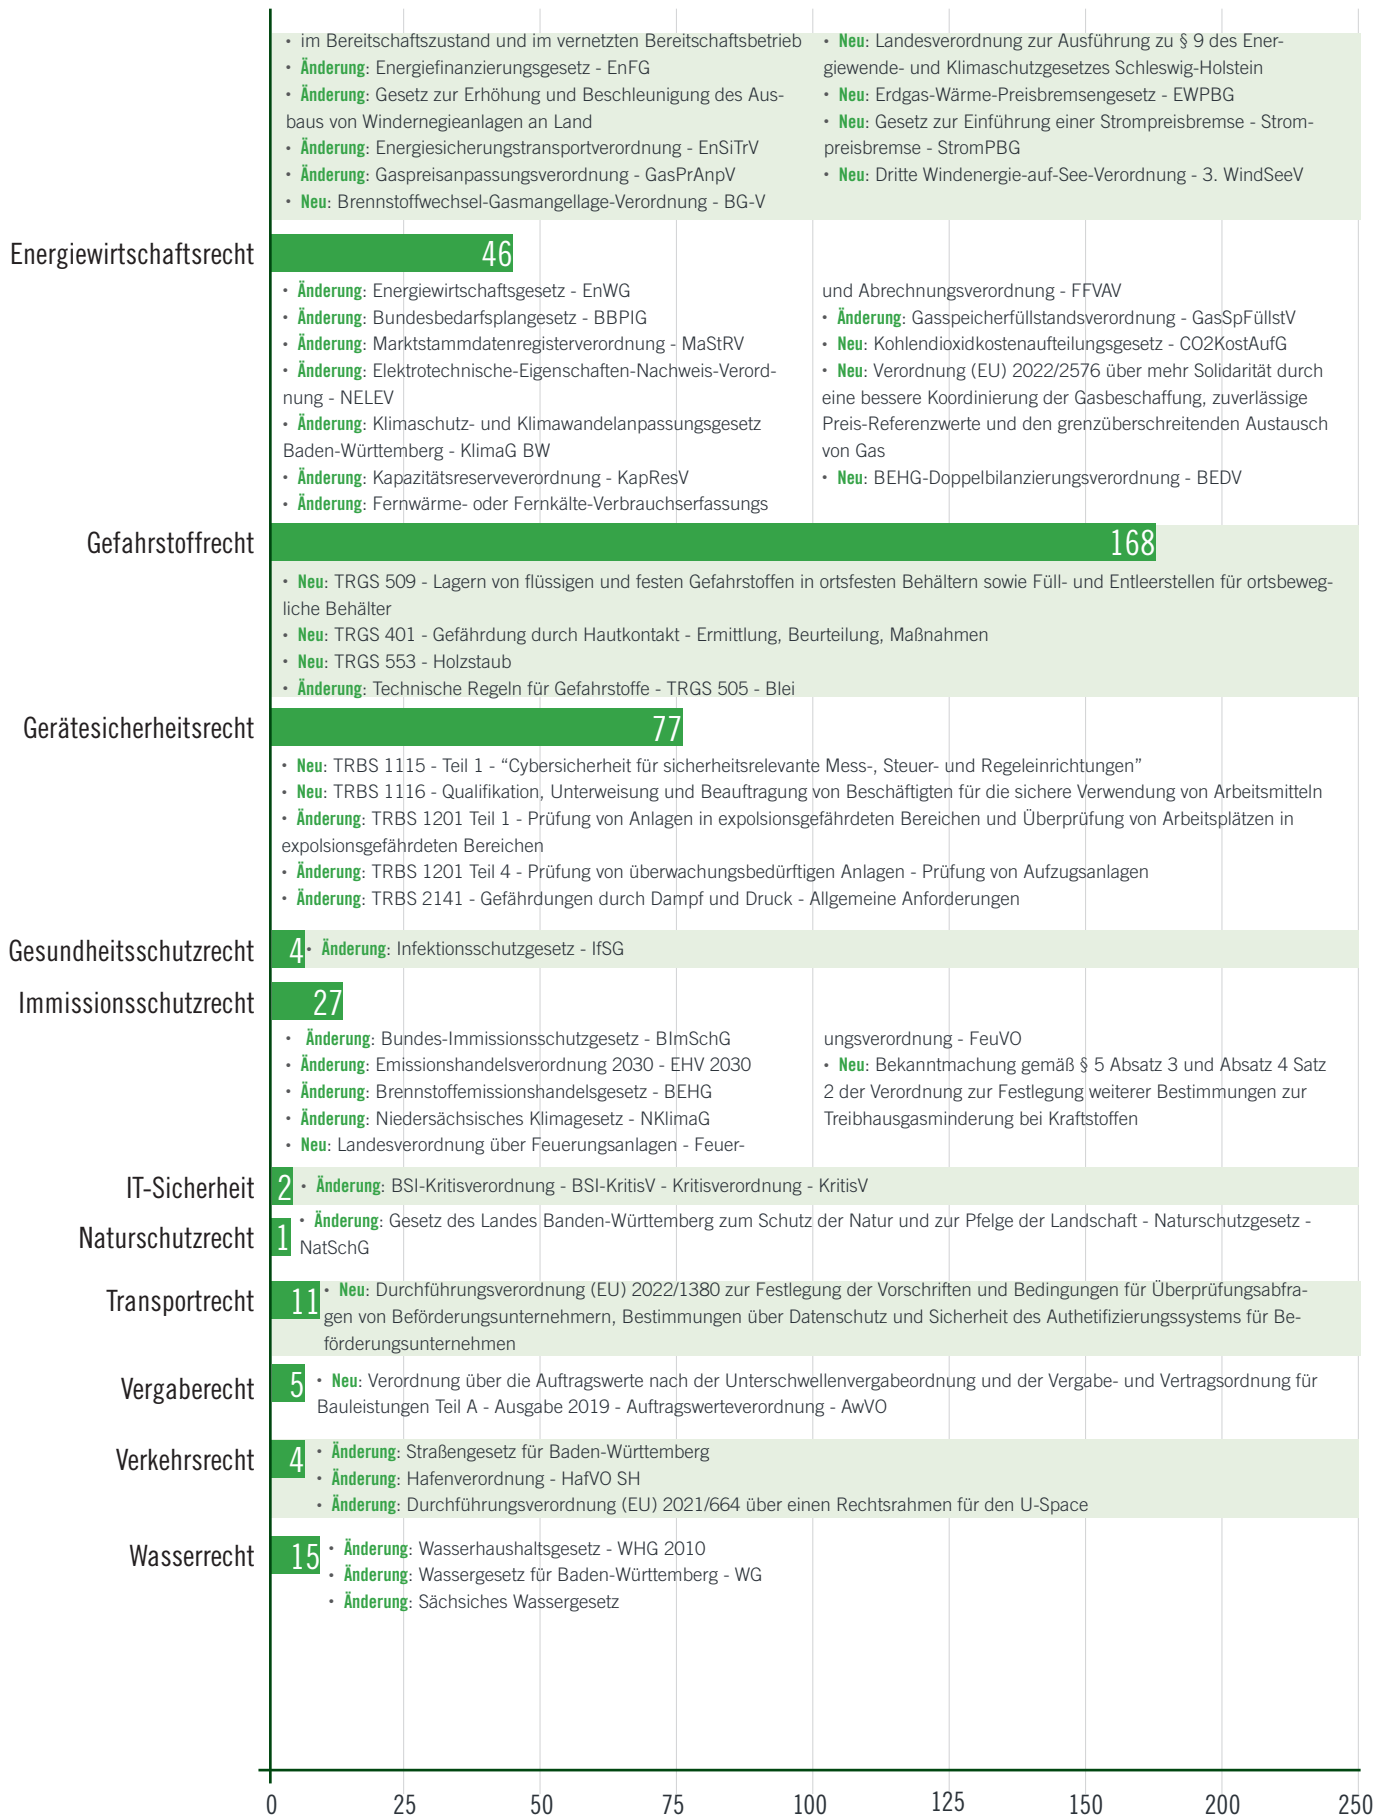 • im Bereitschaftszustand und im vernetzten Bereitschaftsbetrieb
• Änderung: Energiefinanzierungsgesetz - EnFG
• Änderung: Gesetz zur Erhöhung und Beschleunigung des Aus-
baus von Windernegieanlagen an Land
• Änderung: Energiesicherungstransportverordnung - EnSiTrV
• Änderung: Gaspreisanpassungsverordnung - GasPrAnpV
• Neu: Brennstoffwechsel-Gasmangellage-Verordnung - BG-V
• Neu: Landesverordnung zur Ausführung zu § 9 des Ener-
giewende- und Klimaschutzgesetzes Schleswig-Holstein
• Neu: Erdgas-Wärme-Preisbremsengesetz - EWPBG
• Neu: Gesetz zur Einführung einer Strompreisbremse - Strom-
preisbremse - StromPBG
• Neu: Dritte Windenergie-auf-See-Verordnung - 3. WindSeeV
Energiewirtschaftsrecht
46
• Änderung: Energiewirtschaftsgesetz - EnWG
• Änderung: Bundesbedarfsplangesetz - BBPIG
• Änderung: Marktstammdatenregisterverordnung - MaStRV
• Änderung: Elektrotechnische-Eigenschaften-Nachweis-Verord-
nung - NELEV
• Änderung: Klimaschutz- und Klimawandelanpassungsgesetz
Baden-Württemberg - KlimaG BW
• Änderung: Kapazitätsreserveverordnung - KapResV
• Änderung: Fernwärme- oder Fernkälte-Verbrauchserfassungs
und Abrechnungsverordnung - FFVAV
• Änderung: Gasspeicherfüllstandsverordnung - GasSpFüllstV
• Neu: Kohlendioxidkostenaufteilungsgesetz - CO2KostAufG
• Neu: Verordnung (EU) 2022/2576 über mehr Solidarität durch
eine bessere Koordinierung der Gasbeschaffung, zuverlässige
Preis-Referenzwerte und den grenzüberschreitenden Austausch
von Gas
• Neu: BEHG-Doppelbilanzierungsverordnung - BEDV
Gefahrstoffrecht
168
• Neu: TRGS 509 - Lagern von flüssigen und festen Gefahrstoffen in ortsfesten Behältern sowie Füll- und Entleerstellen für ortsbeweg-
liche Behälter
• Neu: TRGS 401 - Gefährdung durch Hautkontakt - Ermittlung, Beurteilung, Maßnahmen
• Neu: TRGS 553 - Holzstaub
• Änderung: Technische Regeln für Gefahrstoffe - TRGS 505 - Blei
Gerätesicherheitsrecht
77
• Neu: TRBS 1115 - Teil 1 - “Cybersicherheit für sicherheitsrelevante Mess-, Steuer- und Regeleinrichtungen”
• Neu: TRBS 1116 - Qualifikation, Unterweisung und Beauftragung von Beschäftigten für die sichere Verwendung von Arbeitsmitteln
• Änderung: TRBS 1201 Teil 1 - Prüfung von Anlagen in expolsionsgefährdeten Bereichen und Überprüfung von Arbeitsplätzen in
expolsionsgefährdeten Bereichen
• Änderung: TRBS 1201 Teil 4 - Prüfung von überwachungsbedürftigen Anlagen - Prüfung von Aufzugsanlagen
• Änderung: TRBS 2141 - Gefährdungen durch Dampf und Druck - Allgemeine Anforderungen
Gesundheitsschutzrecht
4
• Änderung: Infektionsschutzgesetz - IfSG
Immissionsschutzrecht
27
• Änderung: Bundes-Immissionsschutzgesetz - BImSchG
• Änderung: Emissionshandelsverordnung 2030 - EHV 2030
• Änderung: Brennstoffemissionshandelsgesetz - BEHG
• Änderung: Niedersächsisches Klimagesetz - NKlimaG
• Neu: Landesverordnung über Feuerungsanlagen - Feuer-
ungsverordnung - FeuVO
• Neu: Bekanntmachung gemäß § 5 Absatz 3 und Absatz 4 Satz
2 der Verordnung zur Festlegung weiterer Bestimmungen zur
Treibhausgasminderung bei Kraftstoffen
IT-Sicherheit
2
• Änderung: BSI-Kritisverordnung - BSI-KritisV - Kritisverordnung - KritisV
Naturschutzrecht
1
• Änderung: Gesetz des Landes Banden-Württemberg zum Schutz der Natur und zur Pfelge der Landschaft - Naturschutzgesetz -
NatSchG
Transportrecht
11
• Neu: Durchführungsverordnung (EU) 2022/1380 zur Festlegung der Vorschriften und Bedingungen für Überprüfungsabfra-
gen von Beförderungsunternehmern, Bestimmungen über Datenschutz und Sicherheit des Authetifizierungssystems für Be-
förderungsunternehmen
Vergaberecht
5
• Neu: Verordnung über die Auftragswerte nach der Unterschwellenvergabeordnung und der Vergabe- und Vertragsordnung für
Bauleistungen Teil A - Ausgabe 2019 - Auftragswerteverordnung - AwVO
Verkehrsrecht
4
• Änderung: Straßengesetz für Baden-Württemberg
• Änderung: Hafenverordnung - HafVO SH
• Änderung: Durchführungsverordnung (EU) 2021/664 über einen Rechtsrahmen für den U-Space
Wasserrecht
15
• Änderung: Wasserhaushaltsgesetz - WHG 2010
• Änderung: Wassergesetz für Baden-Württemberg - WG
• Änderung: Sächsiches Wassergesetz
0 25 50 75 100 125 150 200 250